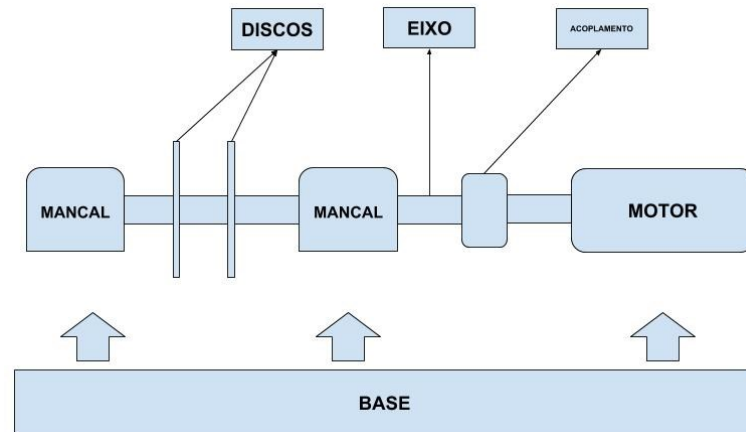 DISCOS
EIXO
ACOPLAMENTO
MANCAL
MANCAL
MOTOR
BASE